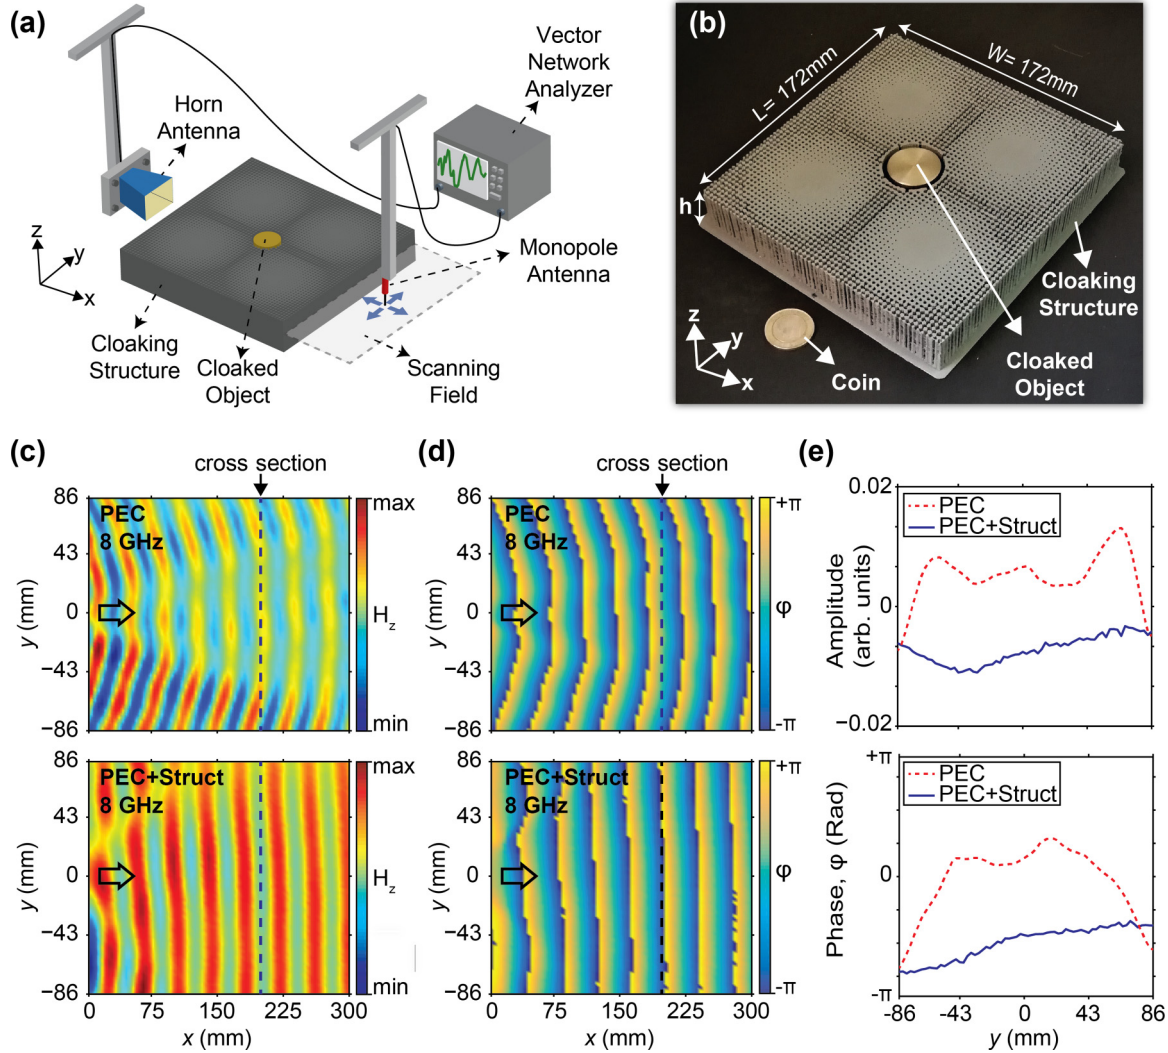 (a)
Horn
Antenna
Vector
Network
Analyzer
Monopole
Antenna
z
y
x
Cloaking
Structure
Cloaked
Object
Scanning
Field
(b)
L= 172mm
W= 172mm
h
Cloaking
Structure
z
y
x
Coin
Cloaked
Object
(c)
cross section
86
43
0
−43
−86
y (mm)
PEC
8 GHz
max
H_z
min
86
43
0
−43
−86
y (mm)
PEC+Struct
8 GHz
max
H_z
min
0 75 150 225 300
x (mm)
(d)
cross section
86
43
0
−43
−86
y (mm)
PEC
8 GHz
+π
φ
-π
86
43
0
−43
−86
y (mm)
PEC+Struct
8 GHz
+π
φ
-π
0 75 150 225 300
x (mm)
(e)
0.02
0
−0.02
Amplitude
(arb. units)
PEC
PEC+Struct
+π
0
-π
Phase, φ (Rad)
PEC
PEC+Struct
-86 -43 0 43 86
y (mm)